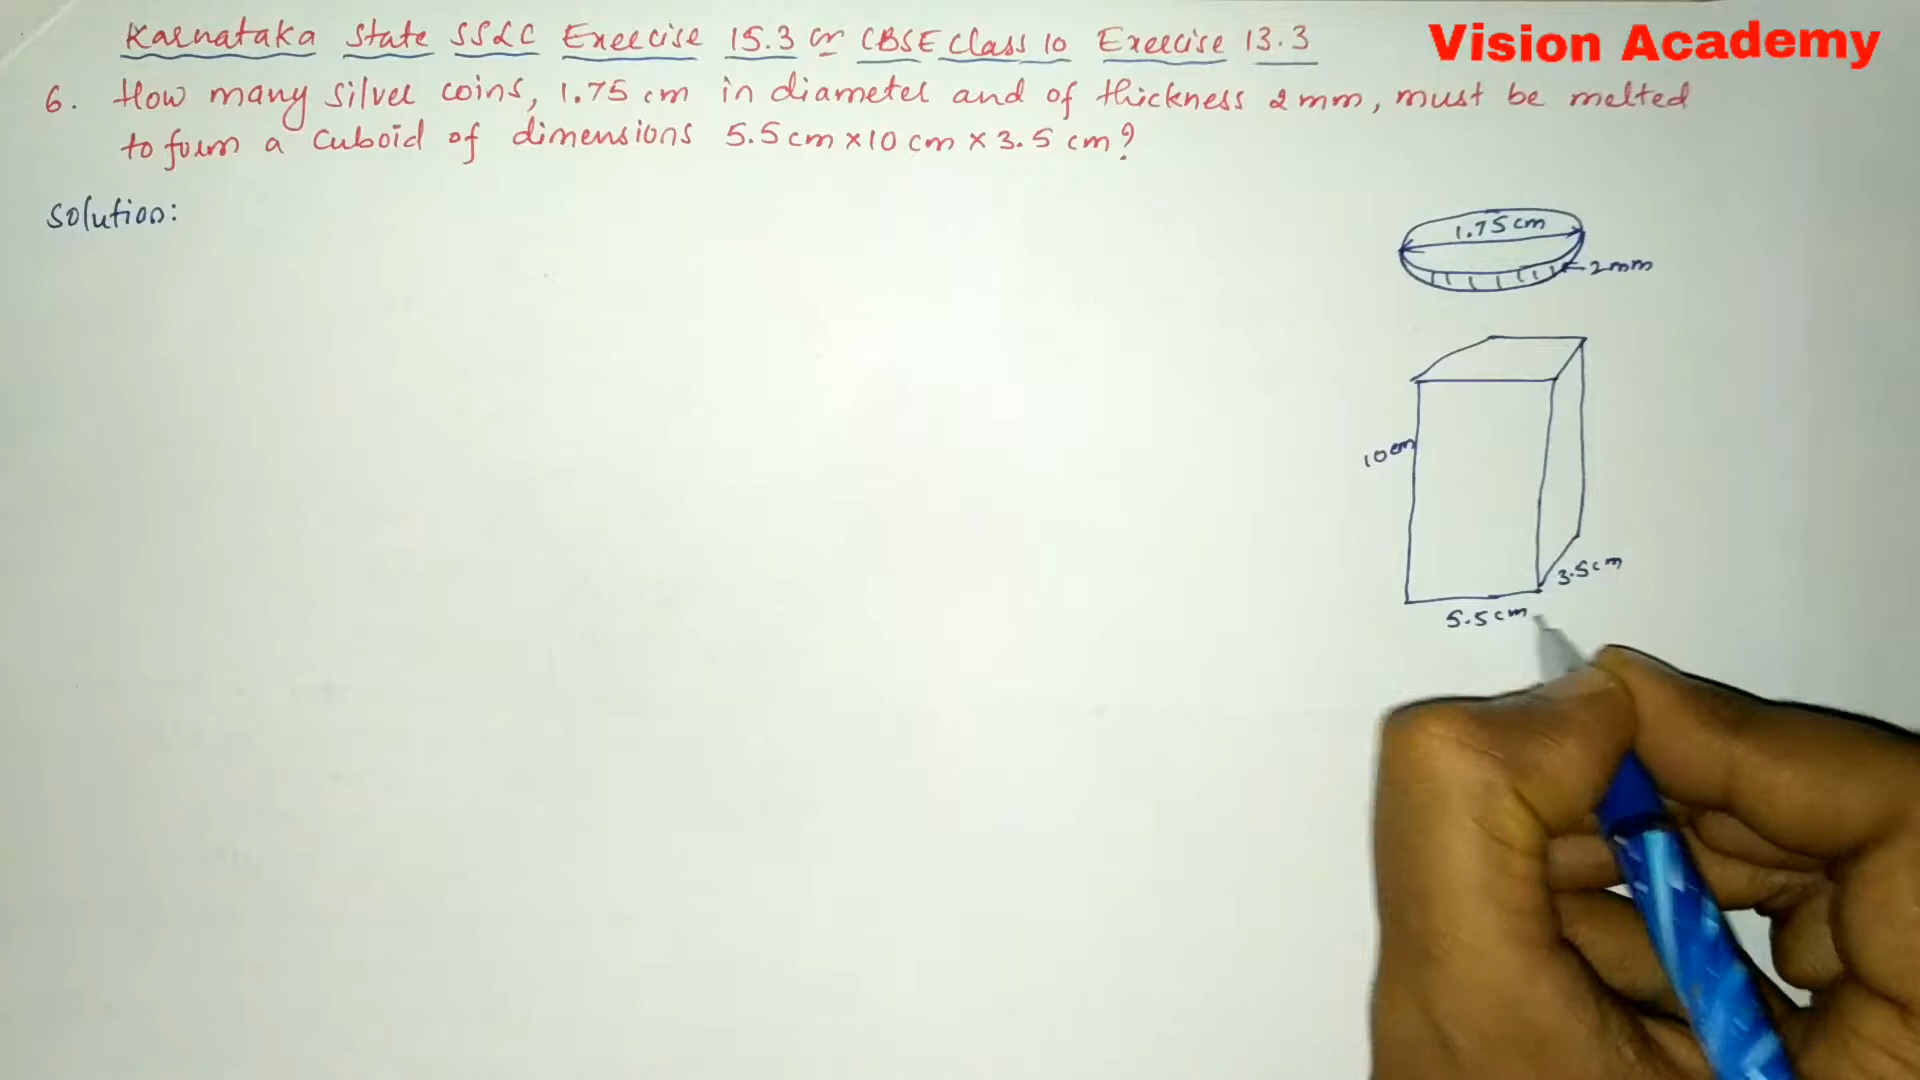 Karnataka State SSLC Exercise 15.3 or CBSE Class 10 Exercise 13.3
Vision Academy
6. How many silver coins, 1.75 cm in diameter and of thickness 2 mm, must be melted
to form a cuboid of dimensions 5.5 cm × 10 cm × 3.5 cm?
Solution:
1.75 cm
2 mm
10 cm
3.5 cm
5.5 cm